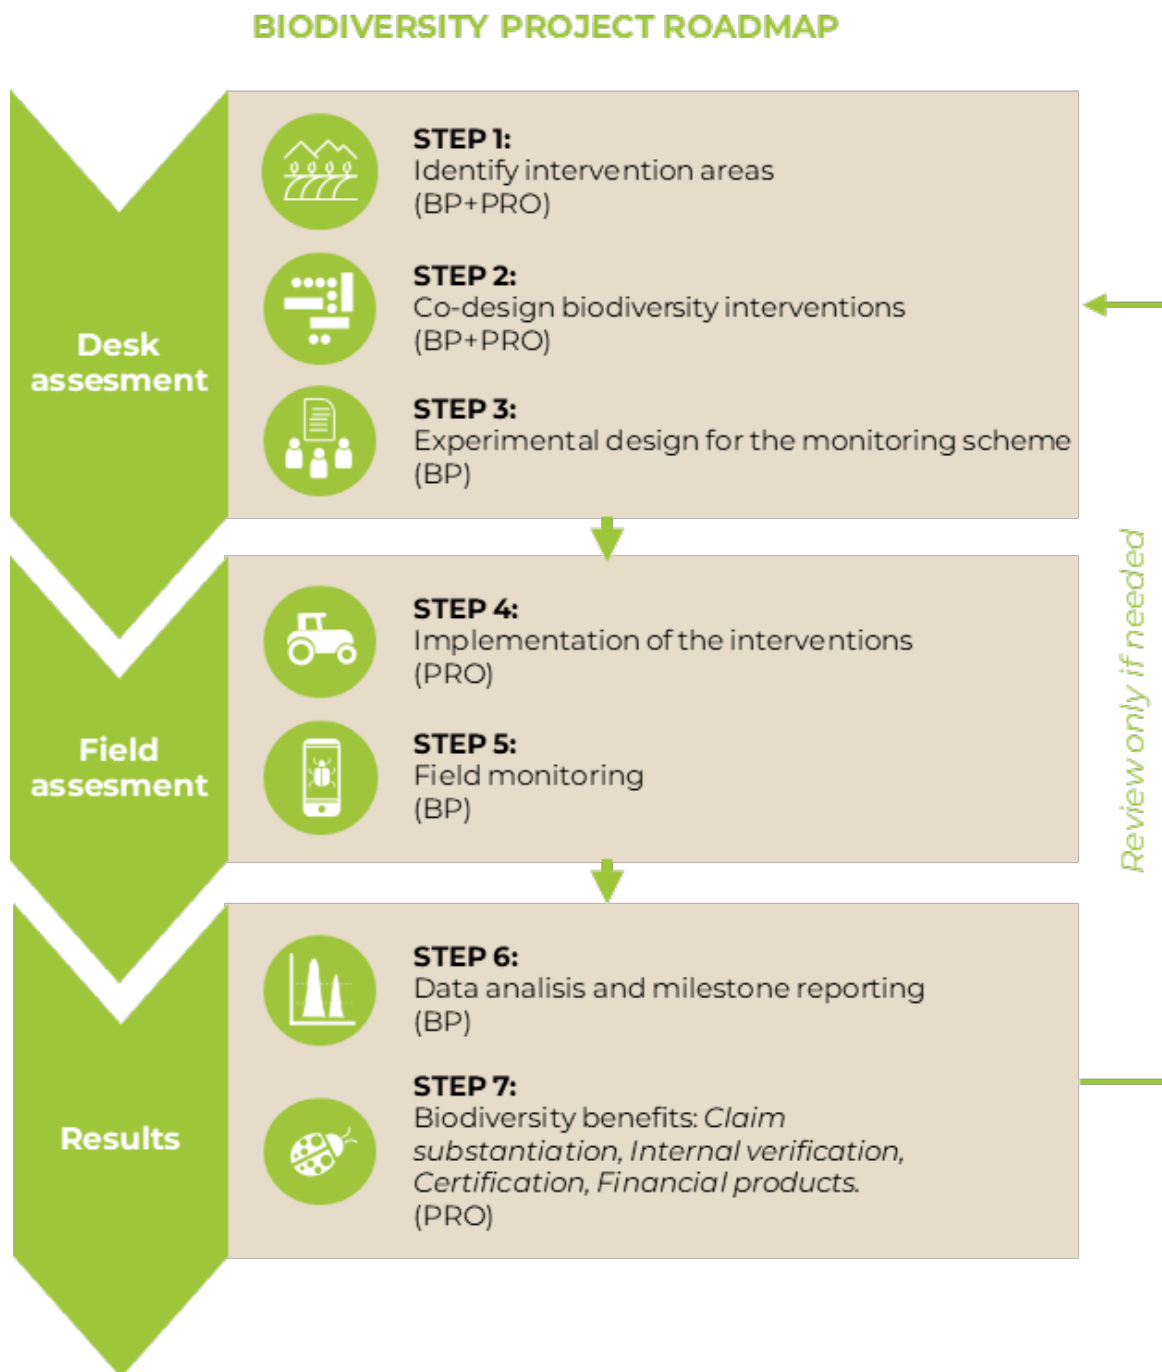 BIODIVERSITY PROJECT ROADMAP
Desk
assesment
STEP 1:
Identify intervention areas
(BP+PRO)
STEP 2:
Co-design biodiversity interventions
(BP+PRO)
STEP 3:
Experimental design for the monitoring scheme
(BP)
Field
assesment
STEP 4:
Implementation of the interventions
(PRO)
STEP 5:
Field monitoring
(BP)
Results
STEP 6:
Data analisis and milestone reporting
(BP)
STEP 7:
Biodiversity benefits: Claim
substantiation, Internal verification,
Certification, Financial products.
(PRO)
Review only if needed